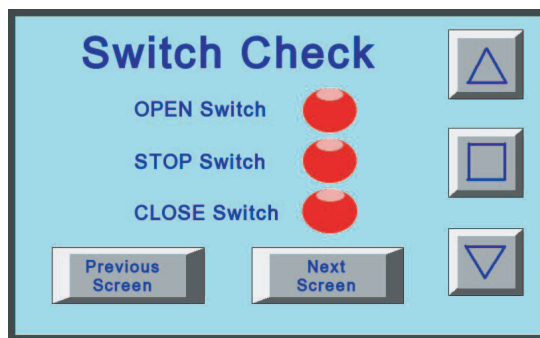 Switch Check
OPEN Switch
STOP Switch
CLOSE Switch
Previous
Screen
Next
Screen